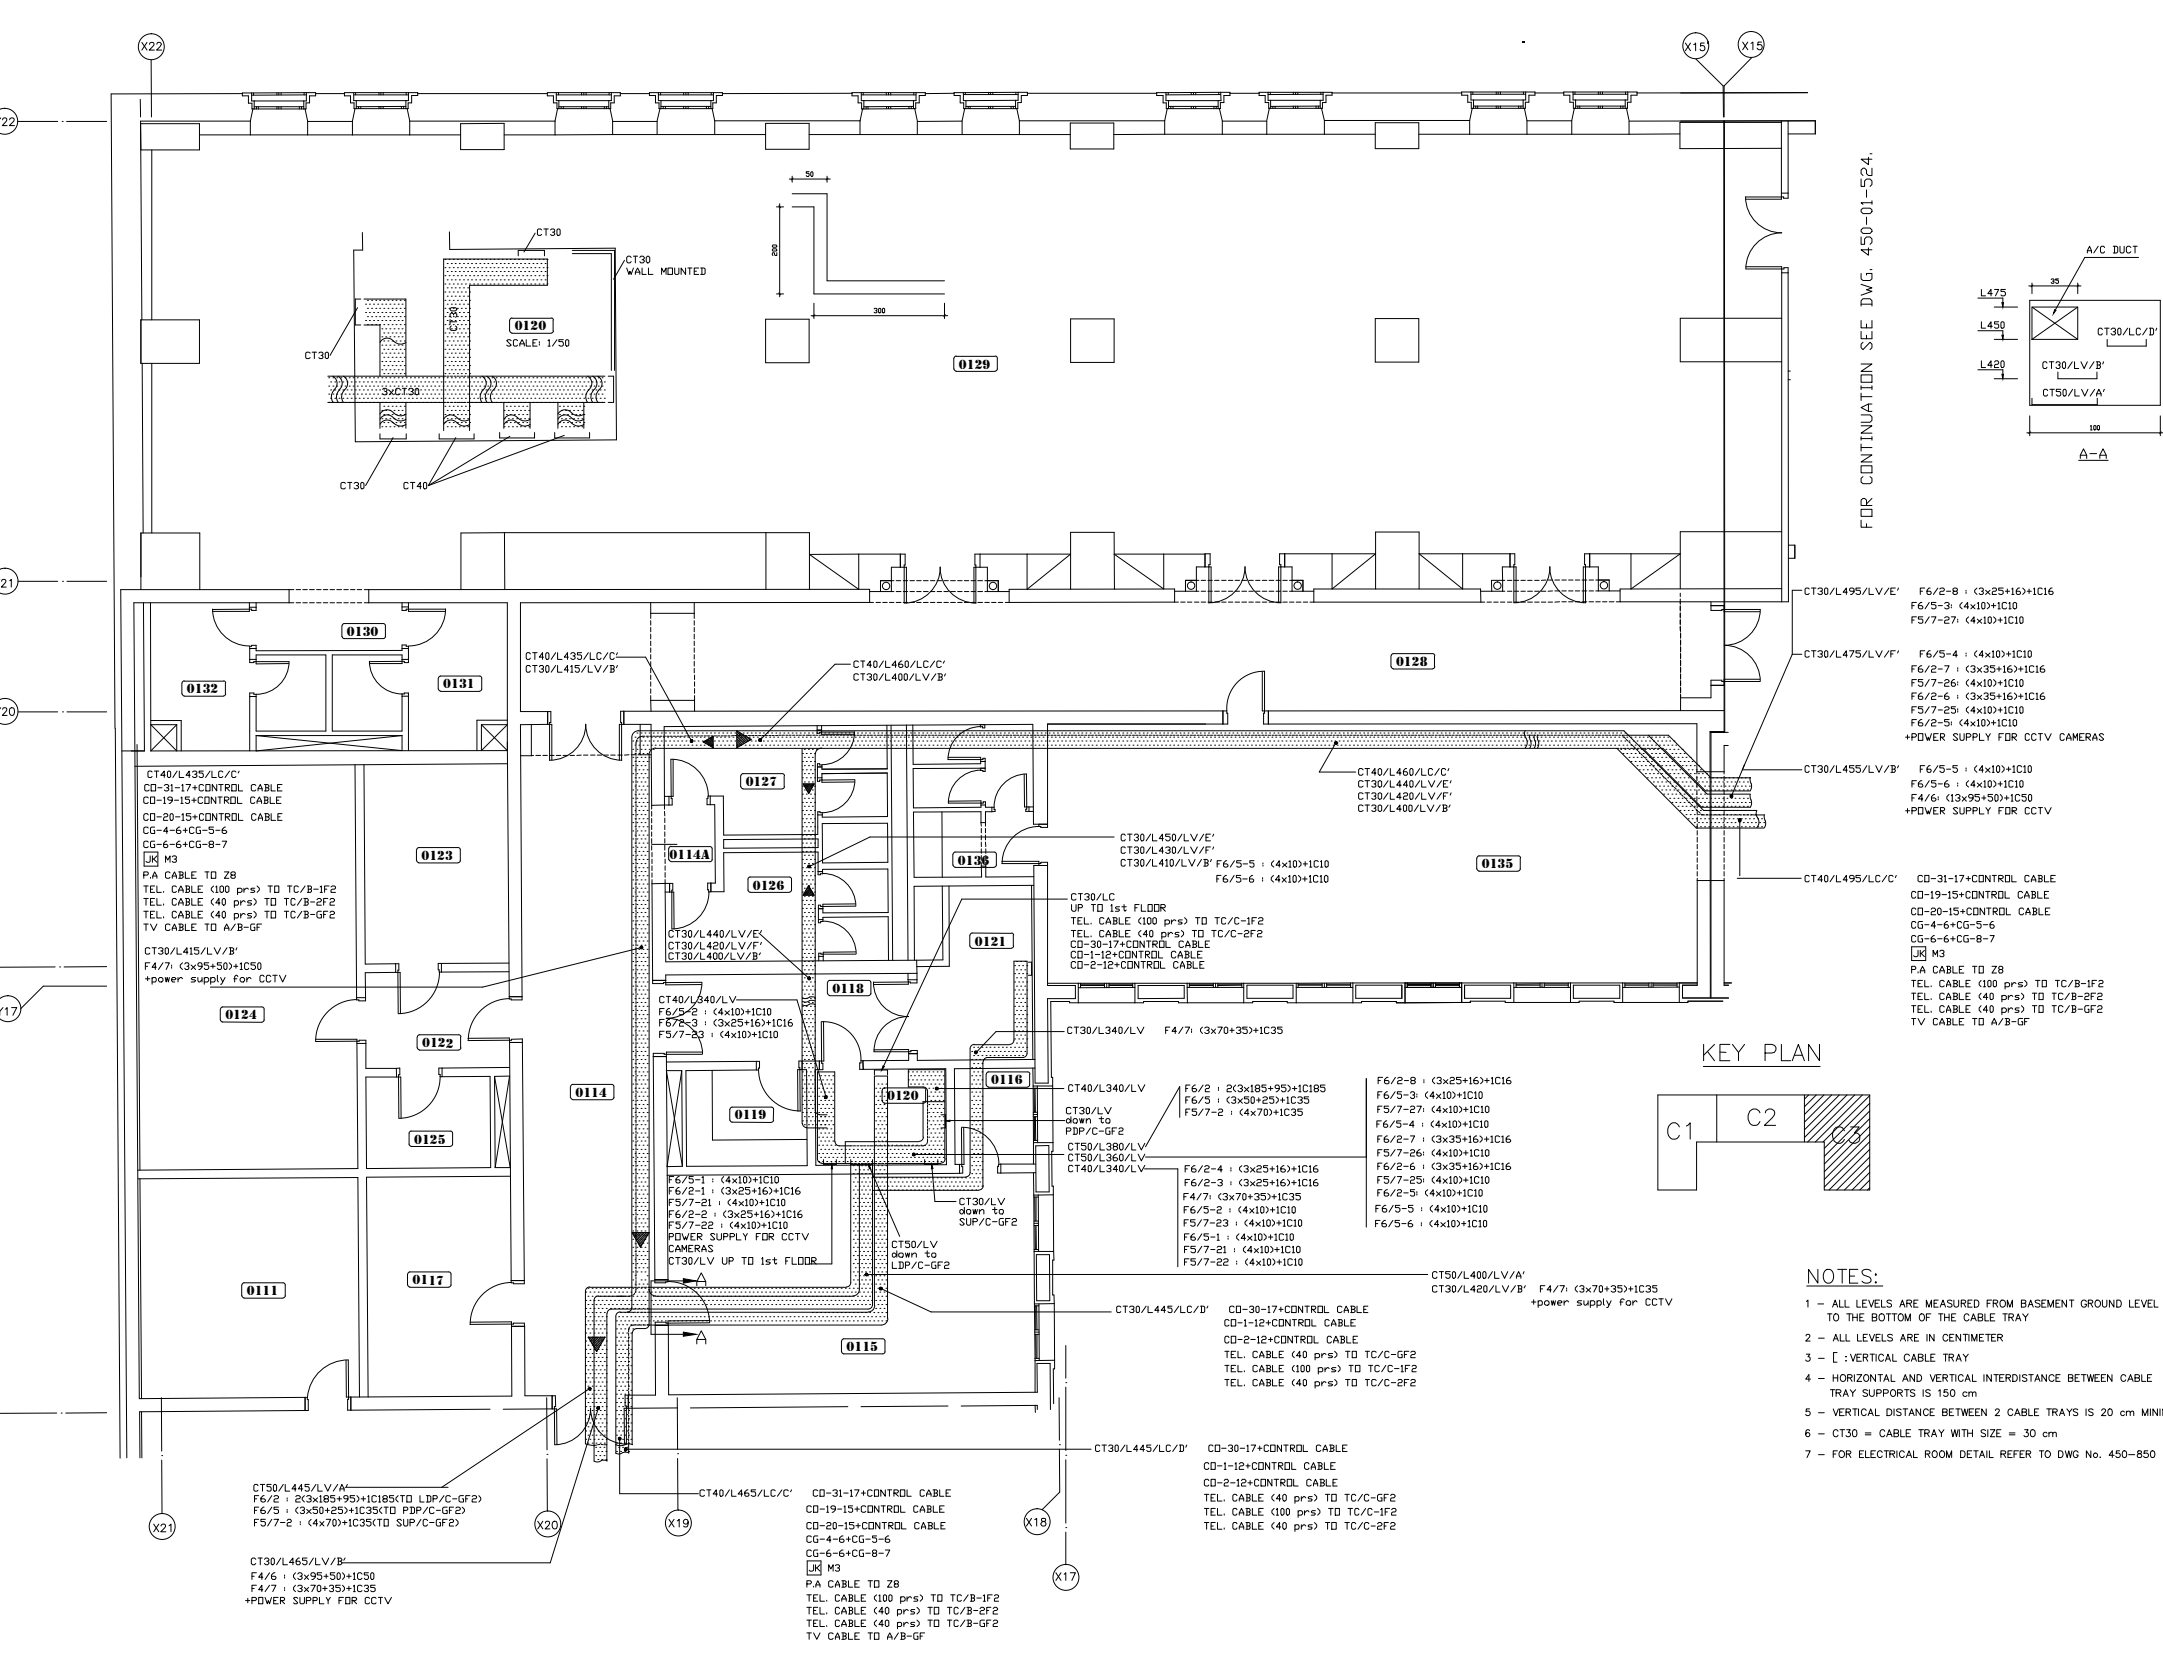 X22
X15
X15
50
200
300
CT30
CT30
WALL MOUNTED
CT30
0120
SCALE: 1/50
CT30
3xCT30
CT30
CT40
0129
FOR CONTINUATION SEE DWG. 450-01-524.
A/C DUCT
35
L475
L450
L420
CT30/LC/D'
CT30/LV/B'
CT50/LV/A'
100
A-A
0130
0132
0131
0128
CT40/L435/LC/C'
CT30/L415/LV/B'
CT40/L460/LC/C'
CT30/L400/LV/B'
CT30/L495/LV/E' F6/2-8 : (3x25+16)+1C16
F6/5-3: (4x10)+1C10
F5/7-27: (4x10)+1C10
CT30/L475/LV/F' F6/5-4 : (4x10)+1C10
F6/2-7 : (3x35+16)+1C16
F5/7-26: (4x10)+1C10
F6/2-6 : (3x35+16)+1C16
F5/7-25: (4x10)+1C10
F6/2-5: (4x10)+1C10
+POWER SUPPLY FOR CCTV CAMERAS
CT30/L455/LV/B' F6/5-5 : (4x10)+1C10
F6/5-6 : (4x10)+1C10
F4/6: (13x95+50)+1C50
+POWER SUPPLY FOR CCTV
CT40/L495/LC/C' CO-31-17+CONTROL CABLE
CO-19-15+CONTROL CABLE
CO-20-15+CONTROL CABLE
CG-4-6+CG-5-6
CG-6-6+CG-8-7
JK M3
P.A CABLE TO Z8
TEL. CABLE (100 prs) TO TC/B-1F2
TEL. CABLE (40 prs) TO TC/B-2F2
TEL. CABLE (40 prs) TO TC/B-GF2
TV CABLE TO A/B-GF
CT40/L435/LC/C'
CO-31-17+CONTROL CABLE
CO-19-15+CONTROL CABLE
CO-20-15+CONTROL CABLE
CG-4-6+CG-5-6
CG-6-6+CG-8-7
JK M3
P.A CABLE TO Z8
TEL. CABLE (100 prs) TO TC/B-1F2
TEL. CABLE (40 prs) TO TC/B-2F2
TEL. CABLE (40 prs) TO TC/B-GF2
TV CABLE TO A/B-GF
CT30/L415/LV/B'
F4/7: (3x95+50)+1C50
+power supply for CCTV
0123
0124
0122
0125
0111
0117
0114
0127
0114A
0126
0136
0135
0121
0118
0119
0120
0116
0115
CT40/L460/LC/C'
CT30/L440/LV/E'
CT30/L420/LV/F'
CT30/L400/LV/B'
CT30/L450/LV/E'
CT30/L430/LV/F'
CT30/L410/LV/B' F6/5-5 : (4x10)+1C10
F6/5-6 : (4x10)+1C10
CT30/LC
UP TO 1st FLOOR
TEL. CABLE (100 prs) TO TC/C-1F2
TEL. CABLE (40 prs) TO TC/C-2F2
CO-30-17+CONTROL CABLE
CO-1-12+CONTROL CABLE
CO-2-12+CONTROL CABLE
CT30/L440/LV/E'
CT30/L420/LV/F'
CT30/L400/LV/B'
CT40/L340/LV
F6/5-2 : (4x10)+1C10
F6/2-3 : (3x25+16)+1C16
F5/7-23 : (4x10)+1C10
CT30/L340/LV F4/7: (3x70+35)+1C35
CT40/L340/LV
CT30/LV
down to
PDP/C-GF2
CT50/L380/LV
CT50/L360/LV
CT40/L340/LV
F6/2 : 2(3x185+95)+1C185
F6/5 : (3x50+25)+1C35
F5/7-2 : (4x70)+1C35
F6/2-8 : (3x25+16)+1C16
F6/5-3: (4x10)+1C10
F5/7-27: (4x10)+1C10
F6/5-4 : (4x10)+1C10
F6/2-7 : (3x35+16)+1C16
F5/7-26: (4x10)+1C10
F6/2-6 : (3x35+16)+1C16
F5/7-25: (4x10)+1C10
F6/2-5: (4x10)+1C10
F6/5-5 : (4x10)+1C10
F6/5-6 : (4x10)+1C10
F6/2-4 : (3x25+16)+1C16
F6/2-3 : (3x25+16)+1C16
F4/7: (3x70+35)+1C35
F6/5-2 : (4x10)+1C10
F5/7-23 : (4x10)+1C10
F6/5-1 : (4x10)+1C10
F5/7-21 : (4x10)+1C10
F5/7-22 : (4x10)+1C10
F6/5-1 : (4x10)+1C10
F6/2-1 : (3x25+16)+1C16
F5/7-21 : (4x10)+1C10
F6/2-2 : (3x25+16)+1C16
F5/7-22 : (4x10)+1C10
POWER SUPPLY FOR CCTV
CAMERAS
CT30/LV UP TO 1st FLOOR
CT30/LV
down to
SUP/C-GF2
CT50/LV
down to
LDP/C-GF2
A
A
CT50/L400/LV/A'
CT30/L420/LV/B' F4/7: (3x70+35)+1C35
+power supply for CCTV
CT30/L445/LC/D' CO-30-17+CONTROL CABLE
CO-1-12+CONTROL CABLE
CO-2-12+CONTROL CABLE
TEL. CABLE (40 prs) TO TC/C-GF2
TEL. CABLE (100 prs) TO TC/C-1F2
TEL. CABLE (40 prs) TO TC/C-2F2
CT30/L445/LC/D' CO-30-17+CONTROL CABLE
CO-1-12+CONTROL CABLE
CO-2-12+CONTROL CABLE
TEL. CABLE (40 prs) TO TC/C-GF2
TEL. CABLE (100 prs) TO TC/C-1F2
TEL. CABLE (40 prs) TO TC/C-2F2
CT40/L465/LC/C' CO-31-17+CONTROL CABLE
CO-19-15+CONTROL CABLE
CO-20-15+CONTROL CABLE
CG-4-6+CG-5-6
CG-6-6+CG-8-7
JK M3
P.A CABLE TO Z8
TEL. CABLE (100 prs) TO TC/B-1F2
TEL. CABLE (40 prs) TO TC/B-2F2
TEL. CABLE (40 prs) TO TC/B-GF2
TV CABLE TO A/B-GF
CT50/L445/LV/A'
F6/2 : 2(3x185+95)+1C185(TO LDP/C-GF2)
F6/5 : (3x50+25)+1C35(TO PDP/C-GF2)
F5/7-2 : (4x70)+1C35(TO SUP/C-GF2)
CT30/L465/LV/B'
F4/6 : (3x95+50)+1C50
F4/7 : (3x70+35)+1C35
+POWER SUPPLY FOR CCTV
X21
X20
X19
X18
X17
KEY PLAN
C1
C2
C3
NOTES:
1 - ALL LEVELS ARE MEASURED FROM BASEMENT GROUND LEVEL
TO THE BOTTOM OF THE CABLE TRAY
2 - ALL LEVELS ARE IN CENTIMETER
3 - [ :VERTICAL CABLE TRAY
4 - HORIZONTAL AND VERTICAL INTERDISTANCE BETWEEN CABLE
TRAY SUPPORTS IS 150 cm
5 - VERTICAL DISTANCE BETWEEN 2 CABLE TRAYS IS 20 cm
6 - CT30 = CABLE TRAY WITH SIZE = 30 cm
7 - FOR ELECTRICAL ROOM DETAIL REFER TO DWG No. 450-850